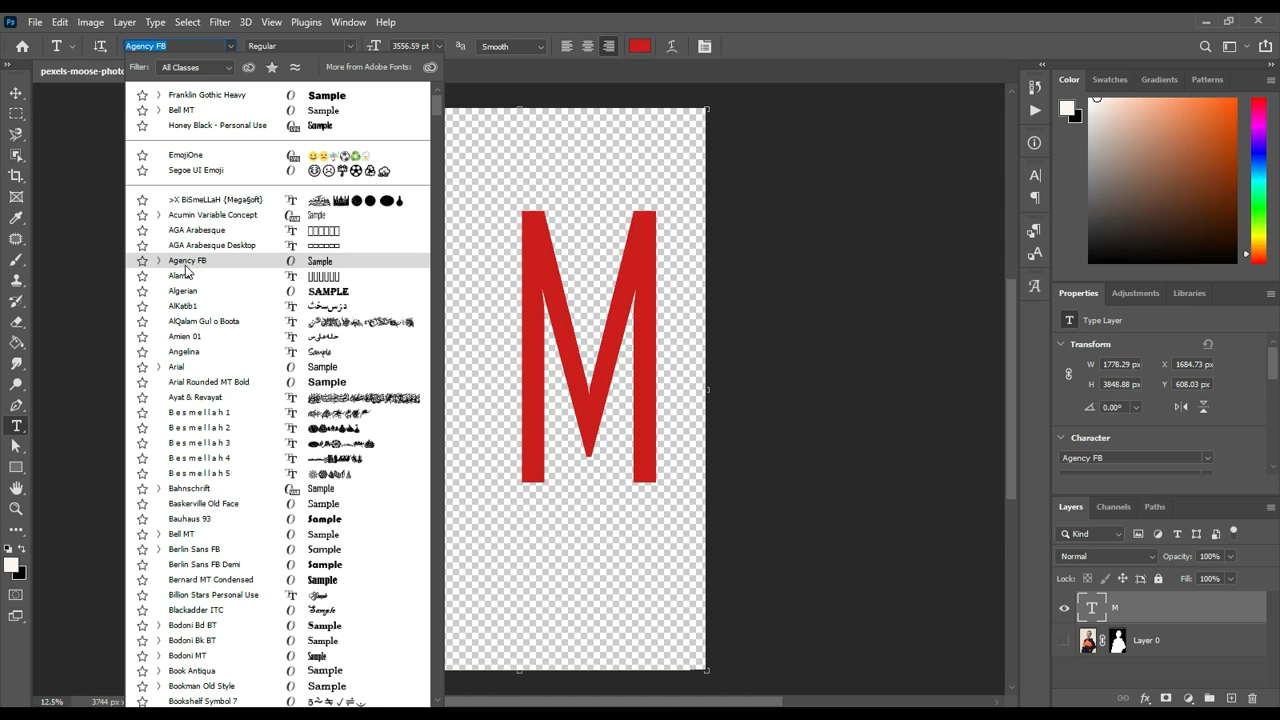 File Edit Image Layer Type Select Filter 3D View Plugins Window Help
Agency FB Regular 3556.59 pt Smooth
Filter: All Classes More from Adobe Fonts:
pexels-moose-photo
Franklin Gothic Heavy Sample
Bell MT Sample
Honey Black - Personal Use Sample
EmojiOne
Segoe UI Emoji
>X BiSmeLLaH {Mega§oft}
Acumin Variable Concept Sample
AGA Arabesque
AGA Arabesque Desktop
Agency FB Sample
Algerian SAMPLE
AlKatib1
AlQalam Gul o Boota
Amien 01
Angelina Sample
Arial Sample
Arial Rounded MT Bold Sample
Ayat & Revayat
B e s m e l l a h 1
B e s m e l l a h 2
B e s m e l l a h 3
B e s m e l l a h 4
B e s m e l l a h 5
Bahnschrift Sample
Baskerville Old Face Sample
Bauhaus 93 Sample
Bell MT Sample
Berlin Sans FB Sample
Berlin Sans FB Demi Sample
Bernard MT Condensed Sample
Billion Stars Personal Use
Blackadder ITC Sample
Bodoni Bd BT Sample
Bodoni Bk BT Sample
Bodoni MT Sample
Book Antiqua Sample
Bookman Old Style Sample
Bookshelf Symbol 7
M
12.5% 3744 px
Color Swatches Gradients Patterns
Properties Adjustments Libraries
T Type Layer
Transform
W 1778.29 px X 1684.73 px
H 3848.88 px Y 608.03 px
0.00°
Character
Agency FB
Layers Channels Paths
Kind
Normal Opacity: 100%
Lock: Fill: 100%
T M
Layer 0